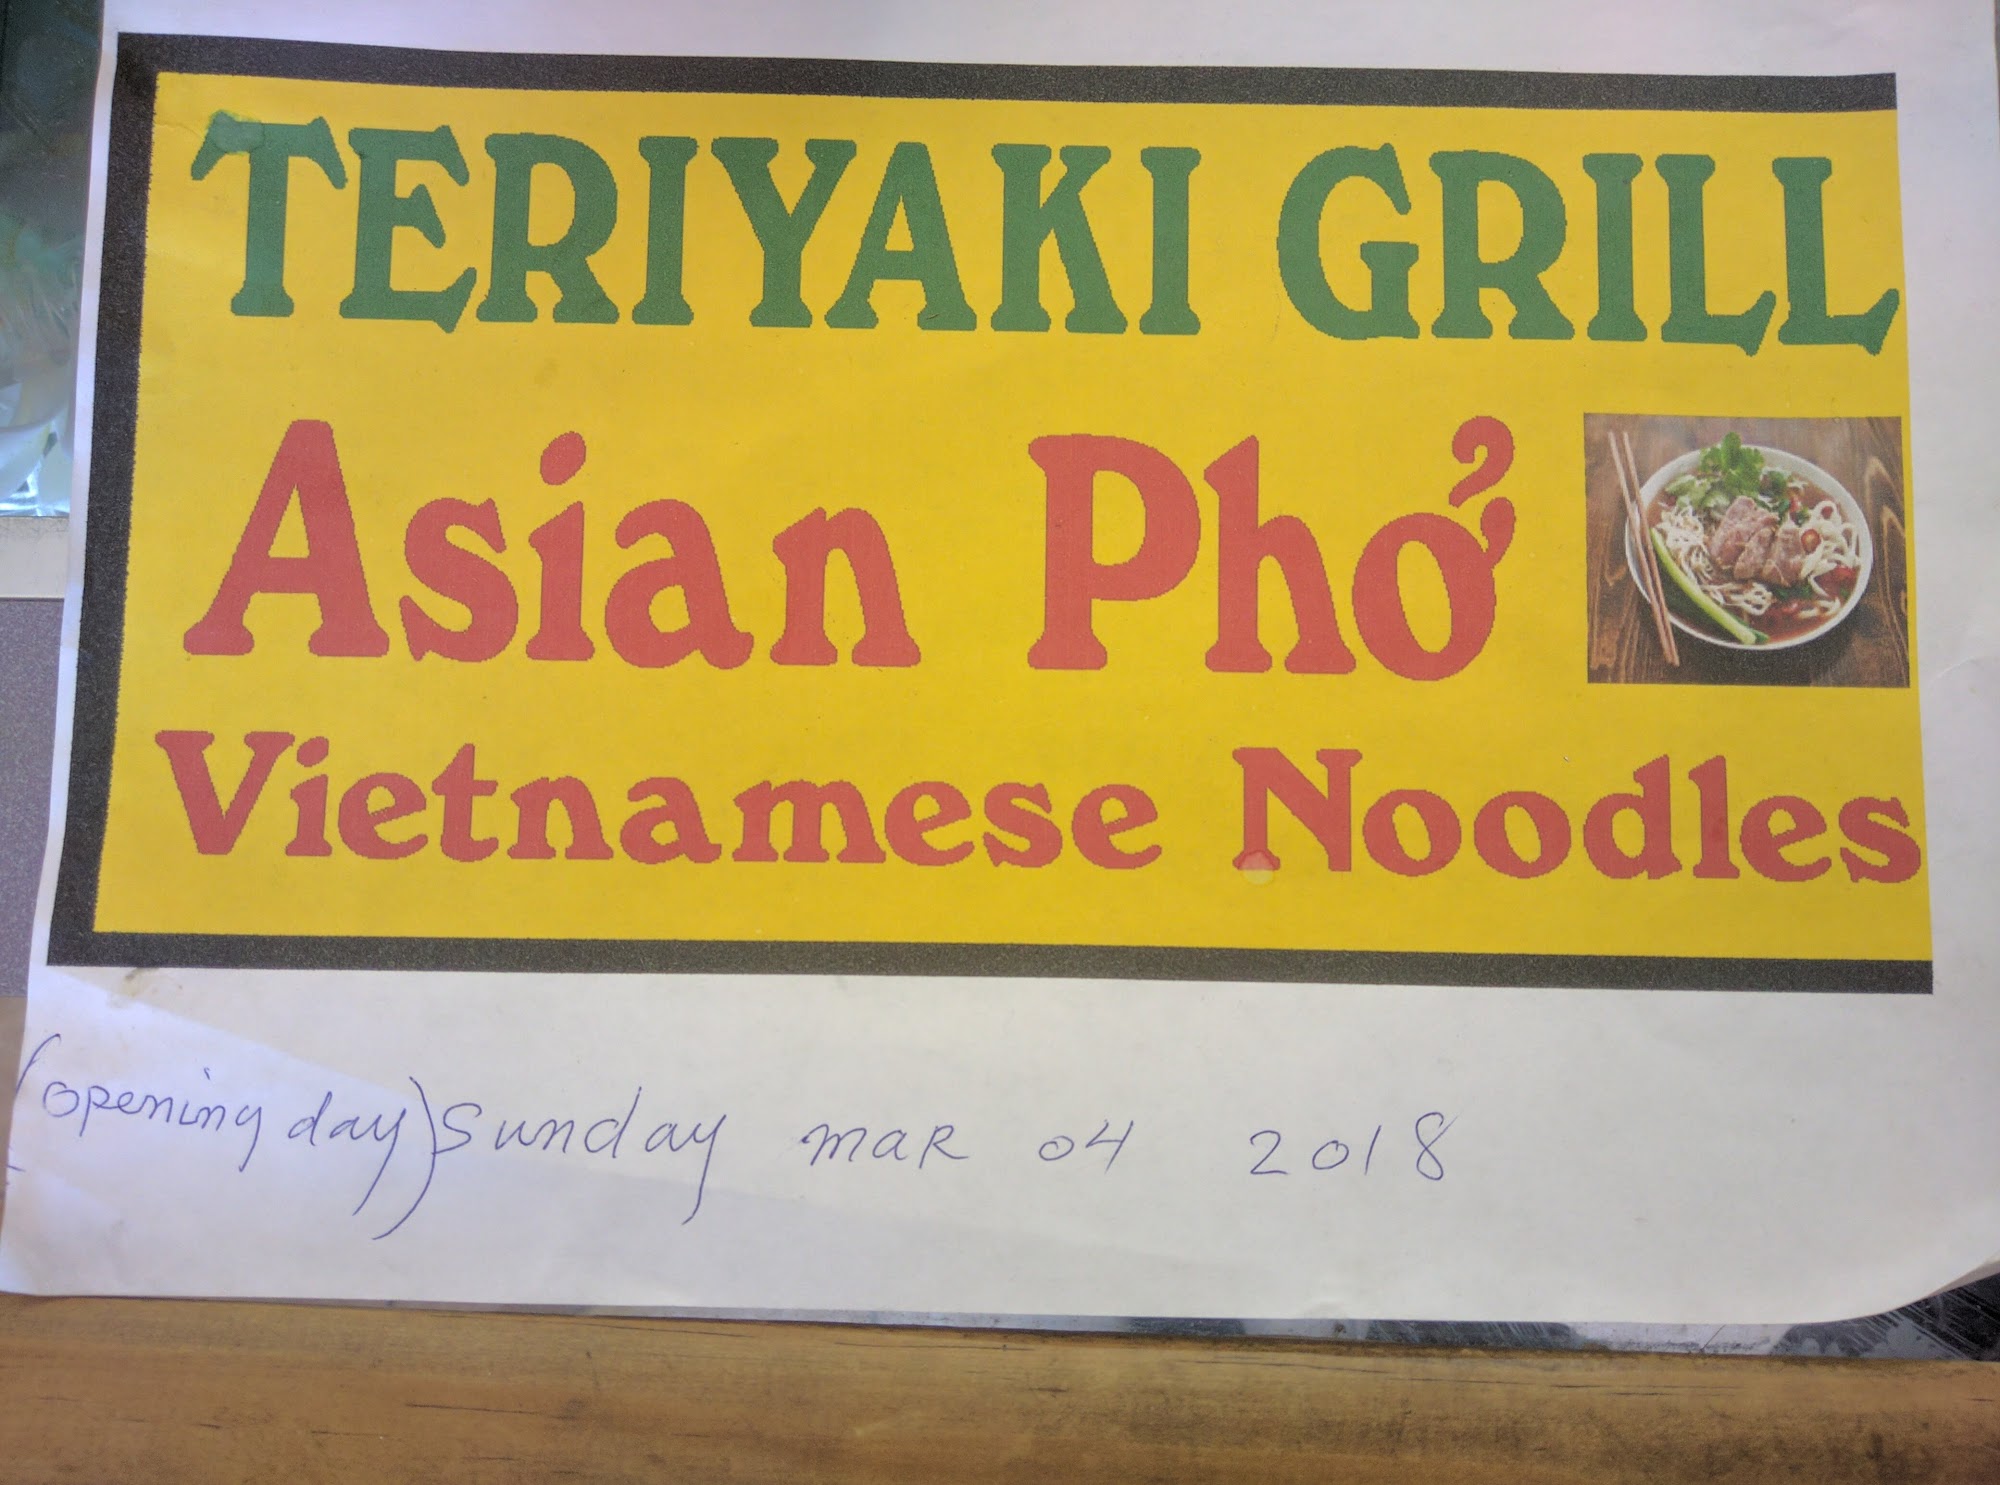 TERIYAKI GRILL
Asian Phở
Vietnamese Noodles
(opening day) Sunday mar 04 2018